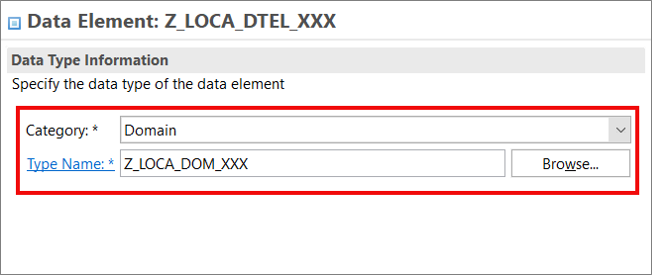 Data Element: Z_LOCA_DTEL_XXX
Data Type Information
Specify the data type of the data element
Category: * Domain
Type Name: * Z_LOCA_DOM_XXX Browse...